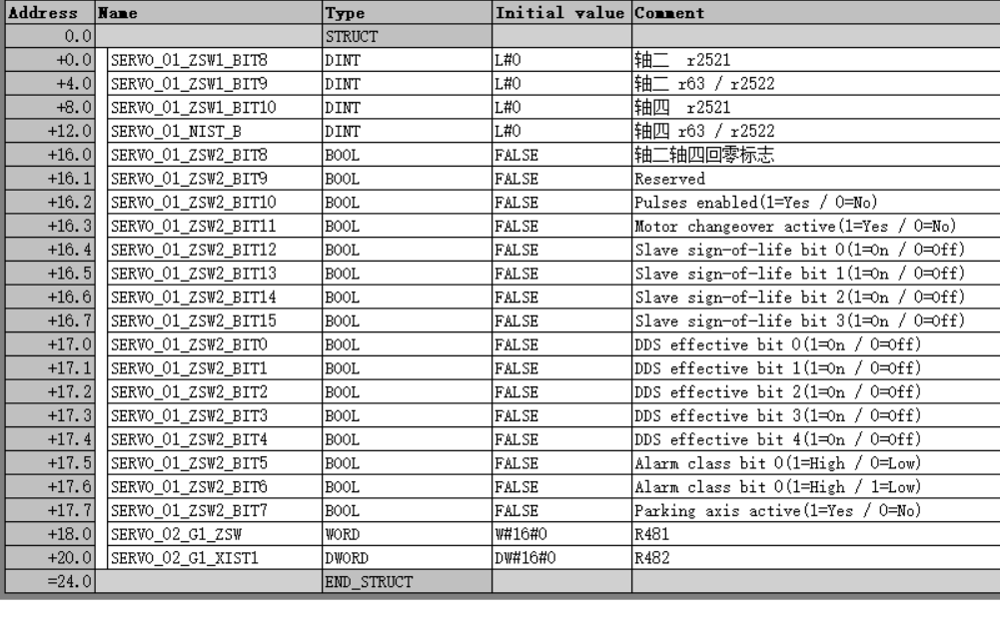 Address Name Type Initial value Comment
0.0 STRUCT
+0.0 SERVO_01_ZSW1_BIT8 DINT L#0 轴二 r2521
+4.0 SERVO_01_ZSW1_BIT9 DINT L#0 轴二 r63 / r2522
+8.0 SERVO_01_ZSW1_BIT10 DINT L#0 轴四 r2521
+12.0 SERVO_01_NIST_B DINT L#0 轴四 r63 / r2522
+16.0 SERVO_01_ZSW2_BIT8 BOOL FALSE 轴二轴四回零标志
+16.1 SERVO_01_ZSW2_BIT9 BOOL FALSE Reserved
+16.2 SERVO_01_ZSW2_BIT10 BOOL FALSE Pulses enabled(1=Yes / 0=No)
+16.3 SERVO_01_ZSW2_BIT11 BOOL FALSE Motor changeover active(1=Yes / 0=No)
+16.4 SERVO_01_ZSW2_BIT12 BOOL FALSE Slave sign-of-life bit 0(1=On / 0=Off)
+16.5 SERVO_01_ZSW2_BIT13 BOOL FALSE Slave sign-of-life bit 1(1=On / 0=Off)
+16.6 SERVO_01_ZSW2_BIT14 BOOL FALSE Slave sign-of-life bit 2(1=On / 0=Off)
+16.7 SERVO_01_ZSW2_BIT15 BOOL FALSE Slave sign-of-life bit 3(1=On / 0=Off)
+17.0 SERVO_01_ZSW2_BIT0 BOOL FALSE DDS effective bit 0(1=On / 0=Off)
+17.1 SERVO_01_ZSW2_BIT1 BOOL FALSE DDS effective bit 1(1=On / 0=Off)
+17.2 SERVO_01_ZSW2_BIT2 BOOL FALSE DDS effective bit 2(1=On / 0=Off)
+17.3 SERVO_01_ZSW2_BIT3 BOOL FALSE DDS effective bit 3(1=On / 0=Off)
+17.4 SERVO_01_ZSW2_BIT4 BOOL FALSE DDS effective bit 4(1=On / 0=Off)
+17.5 SERVO_01_ZSW2_BIT5 BOOL FALSE Alarm class bit 0(1=High / 0=Low)
+17.6 SERVO_01_ZSW2_BIT6 BOOL FALSE Alarm class bit 0(1=High / 1=Low)
+17.7 SERVO_01_ZSW2_BIT7 BOOL FALSE Parking axis active(1=Yes / 0=No)
+18.0 SERVO_02_G1_ZSW WORD W#16#0 R481
+20.0 SERVO_02_G1_XIST1 DWORD DW#16#0 R482
=24.0 END_STRUCT